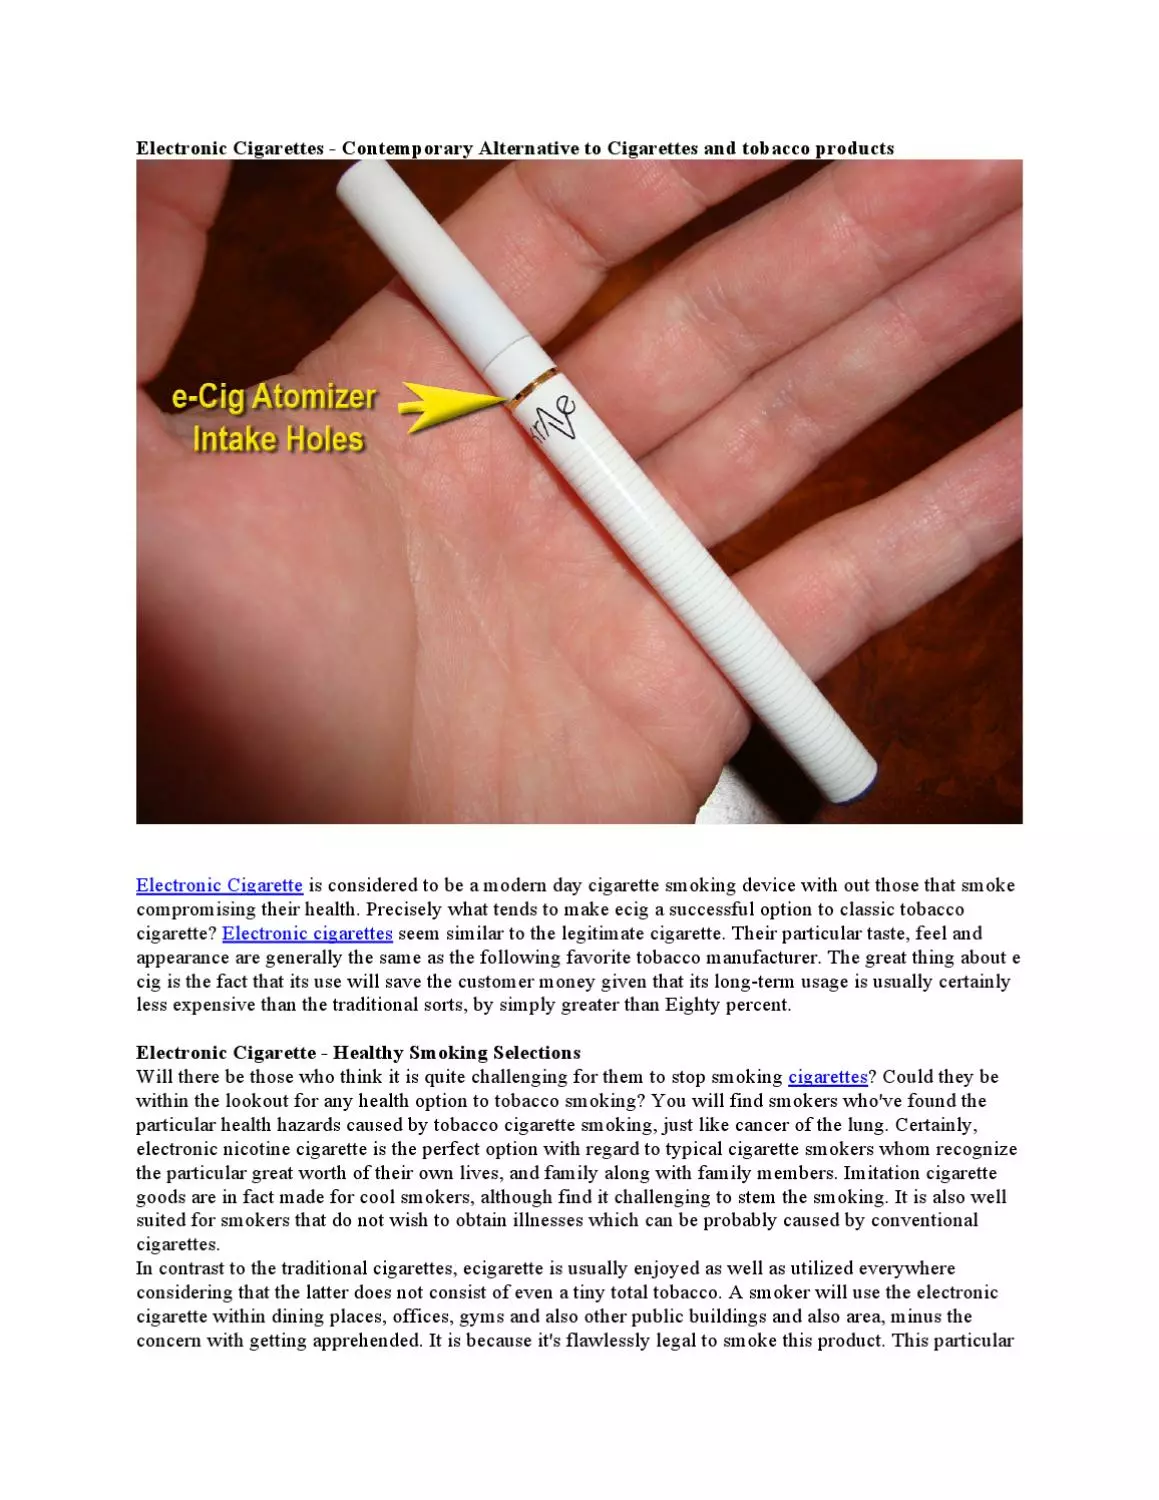 Electronic Cigarettes - Contemporary Alternative to Cigarettes and tobacco products
e-Cig Atomizer
Intake Holes
krAve
Electronic Cigarette is considered to be a modern day cigarette smoking device with out those that smoke
compromising their health. Precisely what tends to make ecig a successful option to classic tobacco
cigarette? Electronic cigarettes seem similar to the legitimate cigarette. Their particular taste, feel and
appearance are generally the same as the following favorite tobacco manufacturer. The great thing about e
cig is the fact that its use will save the customer money given that its long-term usage is usually certainly
less expensive than the traditional sorts, by simply greater than Eighty percent.
Electronic Cigarette - Healthy Smoking Selections
Will there be those who think it is quite challenging for them to stop smoking cigarettes? Could they be
within the lookout for any health option to tobacco smoking? You will find smokers who've found the
particular health hazards caused by tobacco cigarette smoking, just like cancer of the lung. Certainly,
electronic nicotine cigarette is the perfect option with regard to typical cigarette smokers whom recognize
the particular great worth of their own lives, and family along with family members. Imitation cigarette
goods are in fact made for cool smokers, although find it challenging to stem the smoking. It is also well
suited for smokers that do not wish to obtain illnesses which can be probably caused by conventional
cigarettes.
In contrast to the traditional cigarettes, ecigarette is usually enjoyed as well as utilized everywhere
considering that the latter does not consist of even a tiny total tobacco. A smoker will use the electronic
cigarette within dining places, offices, gyms and also other public buildings and also area, minus the
concern with getting apprehended. It is because it's flawlessly legal to smoke this product. This particular